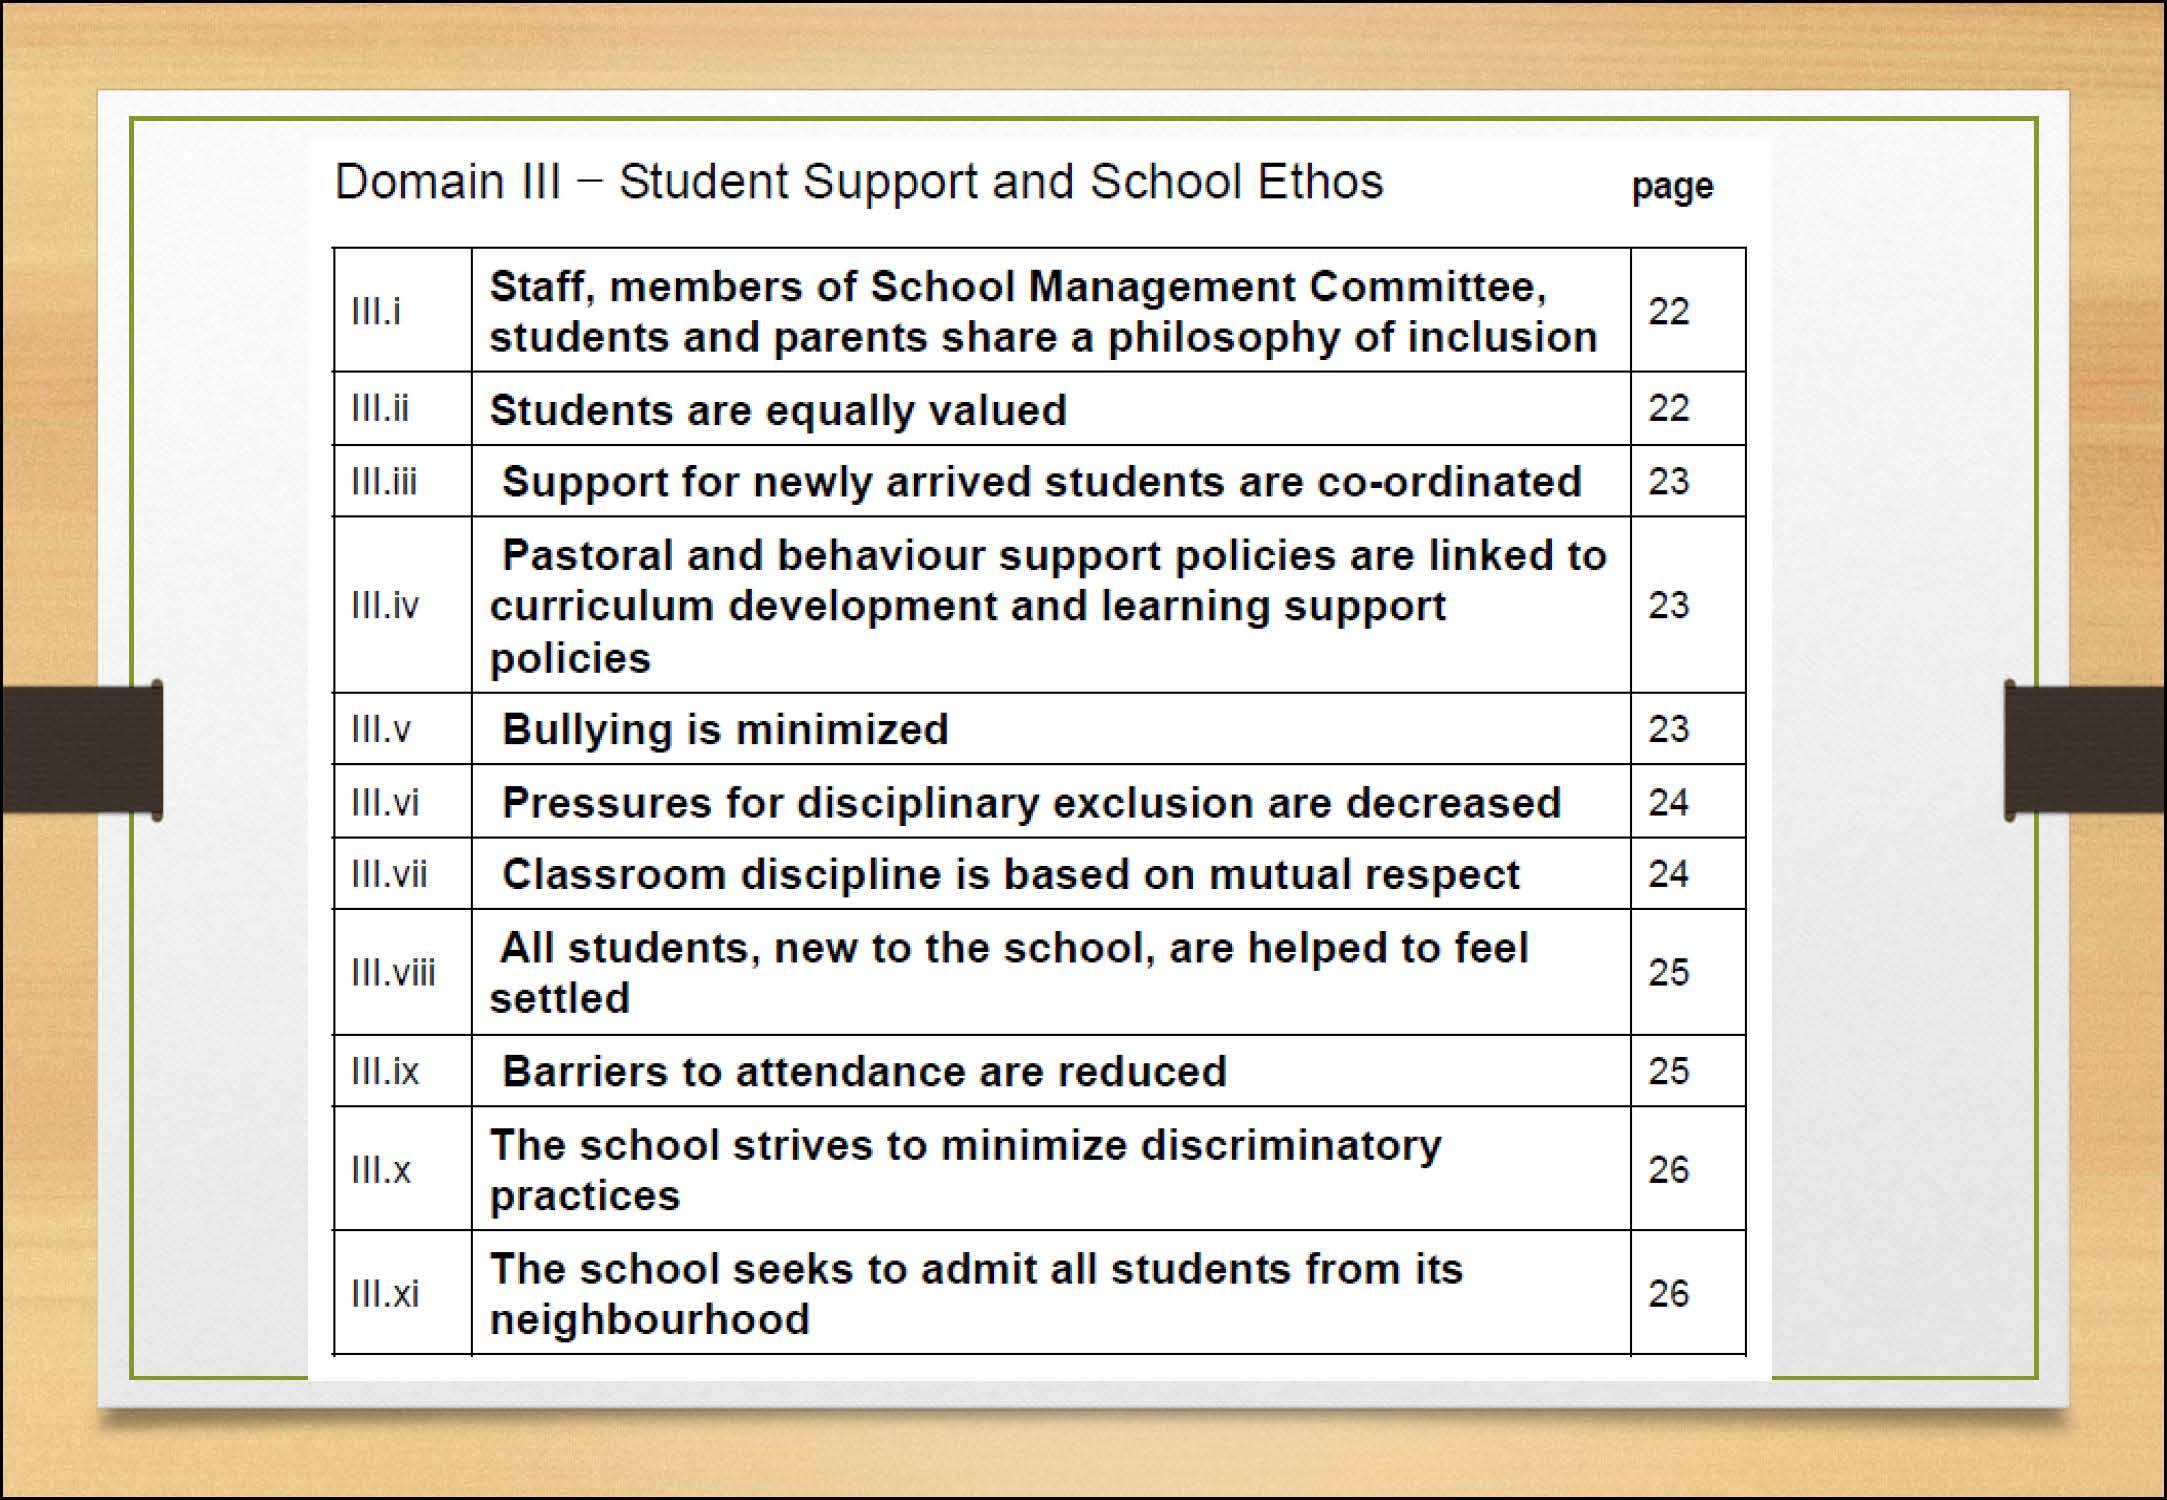 Domain III – Student Support and School Ethos page
III.i Staff, members of School Management Committee, 22
students and parents share a philosophy of inclusion
III.ii Students are equally valued 22
III.iii Support for newly arrived students are co-ordinated 23
III.iv Pastoral and behaviour support policies are linked to 23
curriculum development and learning support
policies
III.v Bullying is minimized 23
III.vi Pressures for disciplinary exclusion are decreased 24
III.vii Classroom discipline is based on mutual respect 24
III.viii All students, new to the school, are helped to feel 25
settled
III.ix Barriers to attendance are reduced 25
III.x The school strives to minimize discriminatory 26
practices
III.xi The school seeks to admit all students from its 26
neighbourhood